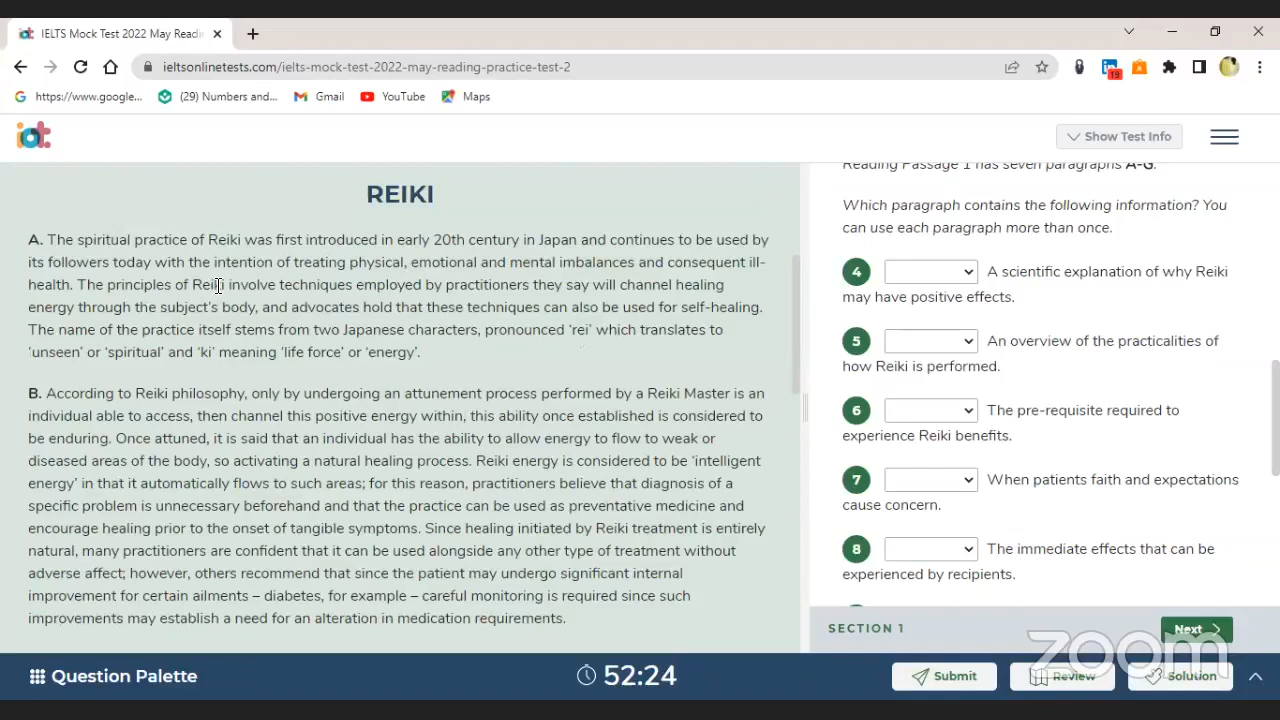 IELTS Mock Test 2022 May Readi
ieltsonlinetests.com/ielts-mock-test-2022-may-reading-practice-test-2
19
https://www.google... (29) Numbers and... Gmail YouTube Maps
iot
Show Test Info
REIKI
A. The spiritual practice of Reiki was first introduced in early 20th century in Japan and continues to be used by
its followers today with the intention of treating physical, emotional and mental imbalances and consequent ill-
health. The principles of Reiki involve techniques employed by practitioners they say will channel healing
energy through the subject's body, and advocates hold that these techniques can also be used for self-healing.
The name of the practice itself stems from two Japanese characters, pronounced 'rei' which translates to
'unseen' or 'spiritual' and 'ki' meaning 'life force' or 'energy'.
B. According to Reiki philosophy, only by undergoing an attunement process performed by a Reiki Master is an
individual able to access, then channel this positive energy within, this ability once established is considered to
be enduring. Once attuned, it is said that an individual has the ability to allow energy to flow to weak or
diseased areas of the body, so activating a natural healing process. Reiki energy is considered to be 'intelligent
energy' in that it automatically flows to such areas; for this reason, practitioners believe that diagnosis of a
specific problem is unnecessary beforehand and that the practice can be used as preventative medicine and
encourage healing prior to the onset of tangible symptoms. Since healing initiated by Reiki treatment is entirely
natural, many practitioners are confident that it can be used alongside any other type of treatment without
adverse affect; however, others recommend that since the patient may undergo significant internal
improvement for certain ailments – diabetes, for example – careful monitoring is required since such
improvements may establish a need for an alteration in medication requirements.
Reading Passage 1 has seven paragraphs A-G.
Which paragraph contains the following information? You
can use each paragraph more than once.
4 A scientific explanation of why Reiki
may have positive effects.
5 An overview of the practicalities of
how Reiki is performed.
6 The pre-requisite required to
experience Reiki benefits.
7 When patients faith and expectations
cause concern.
8 The immediate effects that can be
experienced by recipients.
SECTION 1
Next
zoom
Question Palette
52:24
Submit
Review
Solution